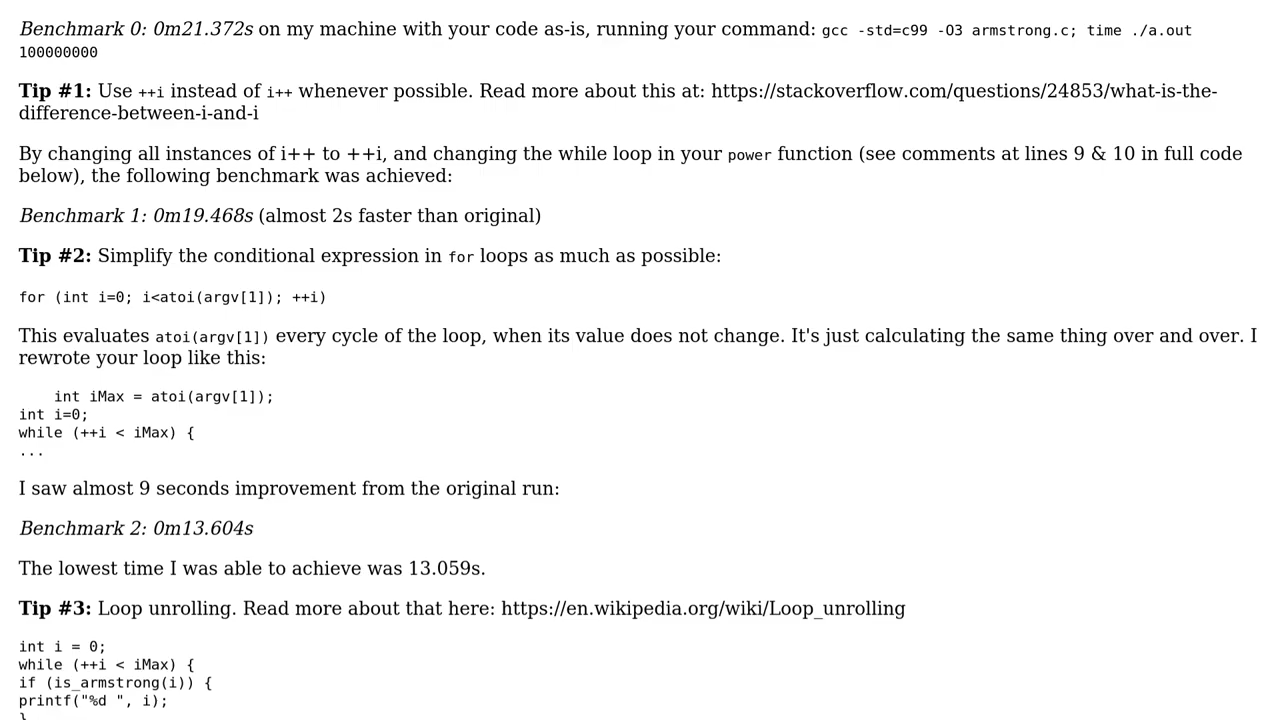 Benchmark 0: 0m21.372s on my machine with your code as-is, running your command: gcc -std=c99 -O3 armstrong.c; time ./a.out
100000000
Tip #1: Use ++i instead of i++ whenever possible. Read more about this at: https://stackoverflow.com/questions/24853/what-is-the-
difference-between-i-and-i
By changing all instances of i++ to ++i, and changing the while loop in your power function (see comments at lines 9 & 10 in full code
below), the following benchmark was achieved:
Benchmark 1: 0m19.468s (almost 2s faster than original)
Tip #2: Simplify the conditional expression in for loops as much as possible:
for (int i=0; i<atoi(argv[1]); ++i)
This evaluates atoi(argv[1]) every cycle of the loop, when its value does not change. It's just calculating the same thing over and over. I
rewrote your loop like this:
    int iMax = atoi(argv[1]);
int i=0;
while (++i < iMax) {
...
I saw almost 9 seconds improvement from the original run:
Benchmark 2: 0m13.604s
The lowest time I was able to achieve was 13.059s.
Tip #3: Loop unrolling. Read more about that here: https://en.wikipedia.org/wiki/Loop_unrolling
int i = 0;
while (++i < iMax) {
if (is_armstrong(i)) {
printf("%d ", i);
}